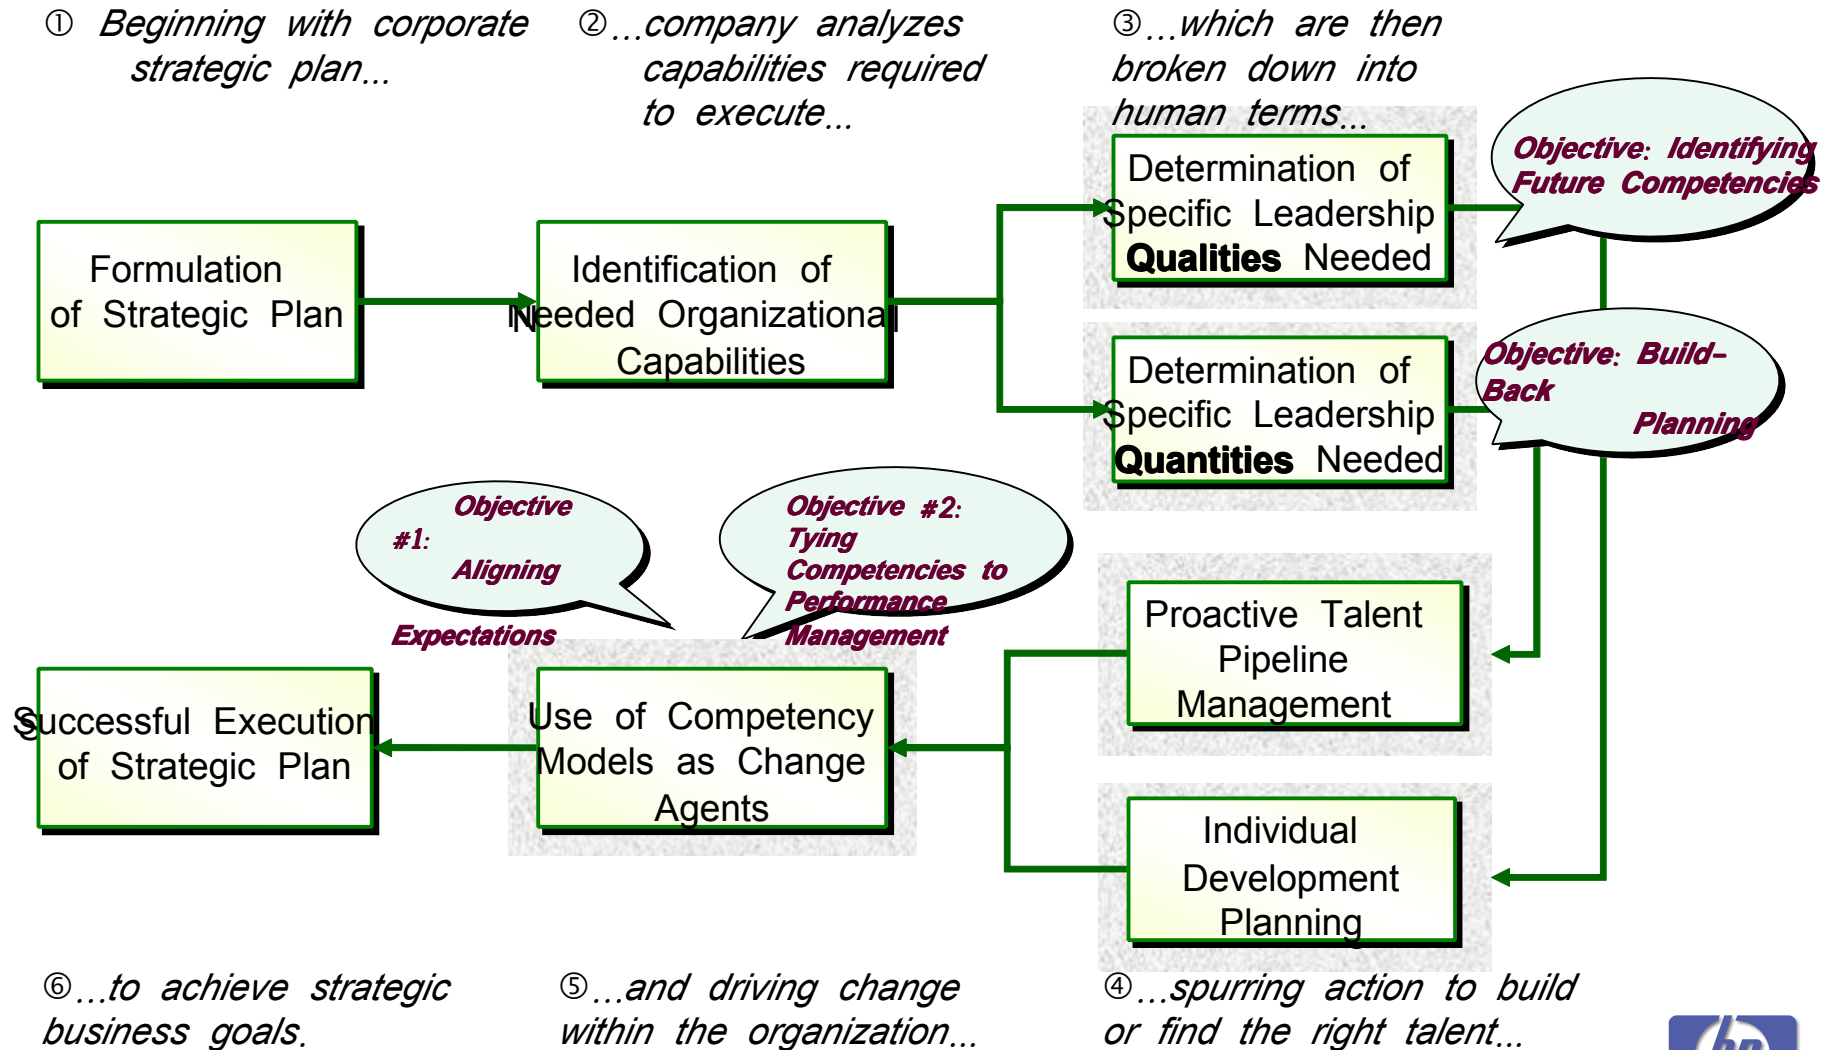 ① Beginning with corporate
strategic plan...
②...company analyzes
capabilities required
to execute...
③...which are then
broken down into
human terms...
Formulation
of Strategic Plan
Identification of
Needed Organizational
Capabilities
Determination of
Specific Leadership
Qualities Needed
Objective: Identifying
Future Competencies
Determination of
Specific Leadership
Quantities Needed
Objective: Build-
Back
Planning
Objective
#1:
Aligning
Expectations
Objective #2:
Tying
Competencies to
Performance
Management
Proactive Talent
Pipeline
Management
Individual
Development
Planning
Use of Competency
Models as Change
Agents
Successful Execution
of Strategic Plan
⑥...to achieve strategic
business goals.
⑤...and driving change
within the organization...
④...spurring action to build
or find the right talent...
hp